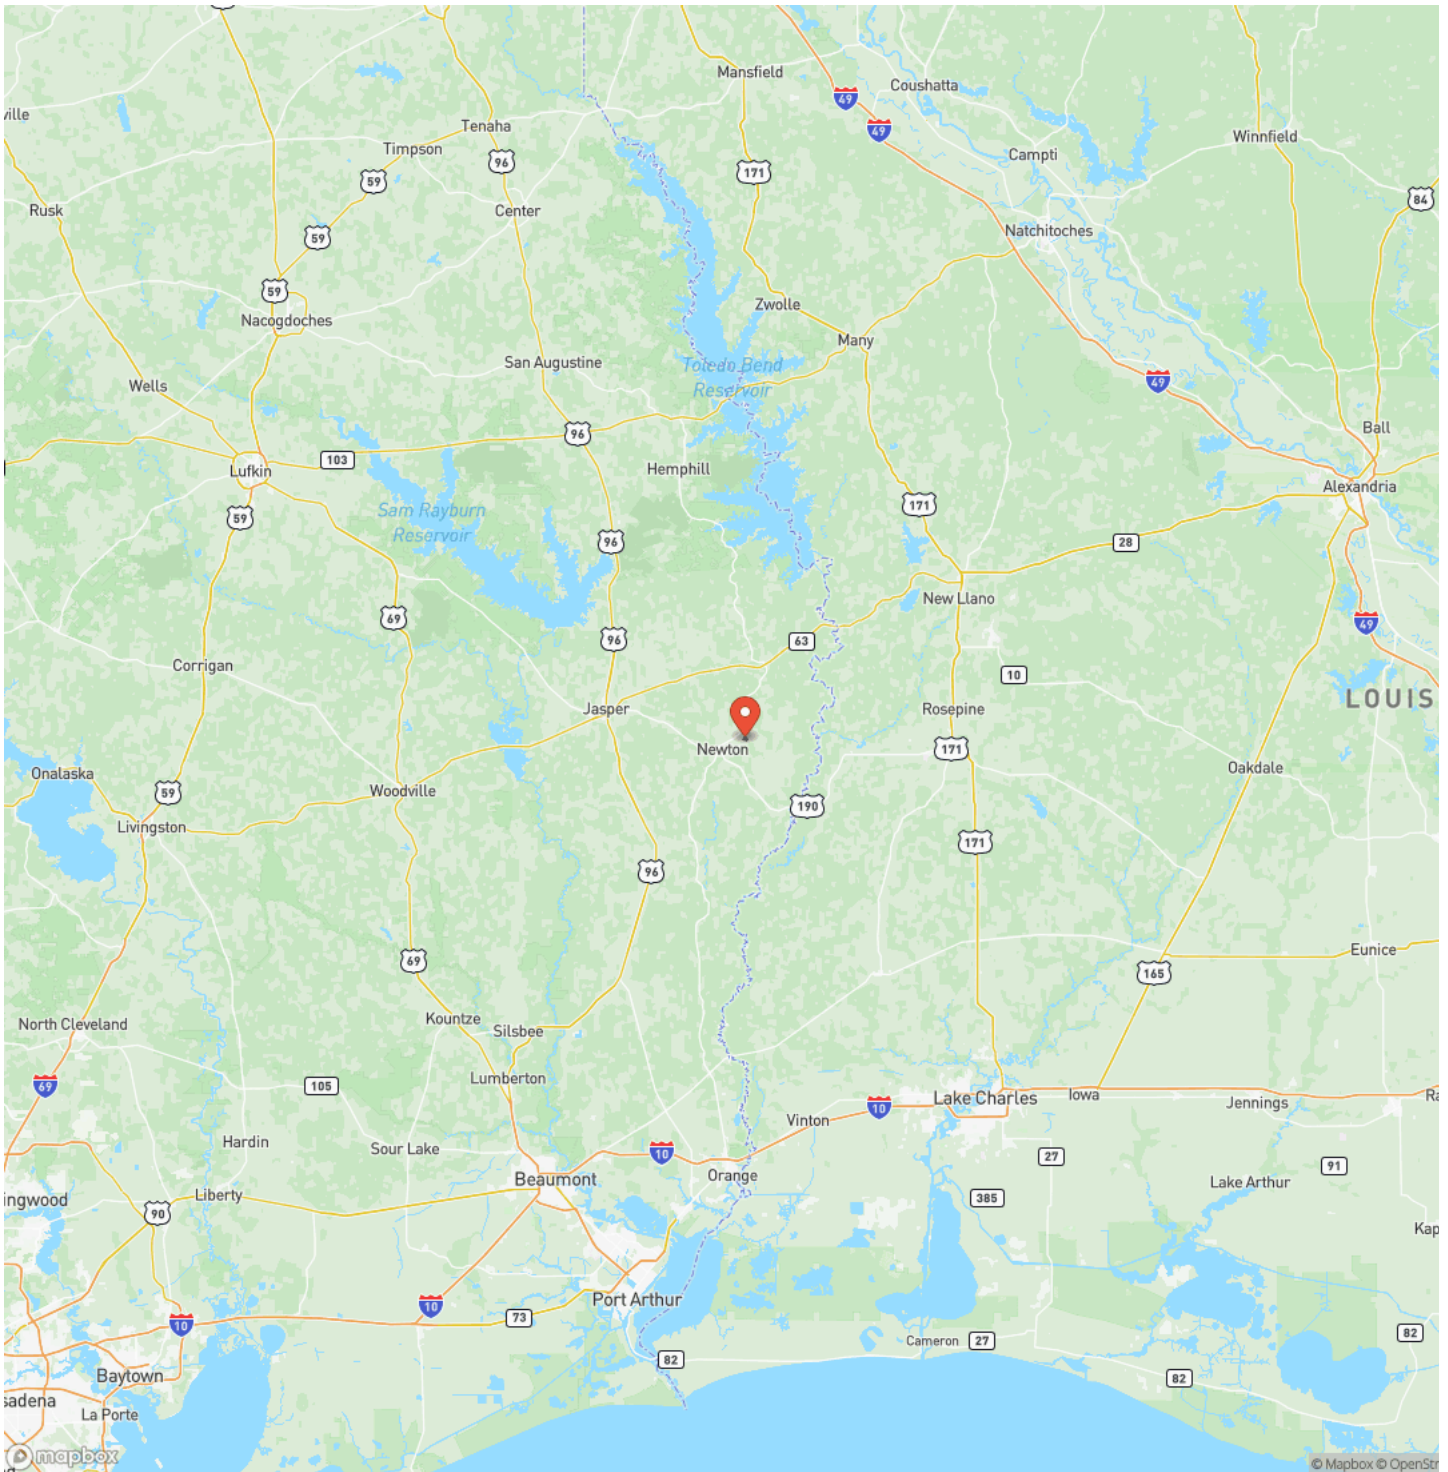 Mansfield
Coushatta
49
ville
49
Tenaha
Winnfield
Timpson
Campti
96
171
59
84
Rusk
Center
Natchitoches
59
59
Zwolle
Nacogdoches
Many
San Augustine
Toledo Bend
Reservoir
Wells
49
Ball
96
103
Hemphill
Lufkin
Alexandria
171
Sam Rayburn
Reservoir
59
96
28
New Llano
69
49
96
63
Corrigan
10
LOUIS
Jasper
Rosepine
Newton
171
Oakdale
Onalaska
59
Woodville
190
Livingston
171
96
Eunice
69
165
North Cleveland
Kountze
Silsbee
Lumberton
69
105
Lake Charles
Iowa
Ra
Jennings
10
Vinton
Hardin
Sour Lake
10
27
91
Orange
Beaumont
Lake Arthur
ingwood
Liberty
385
90
Kap
Port Arthur
10
73
10
82
Cameron
27
82
Baytown
82
sadena
La Porte
mapbox
© Mapbox © OpenStr